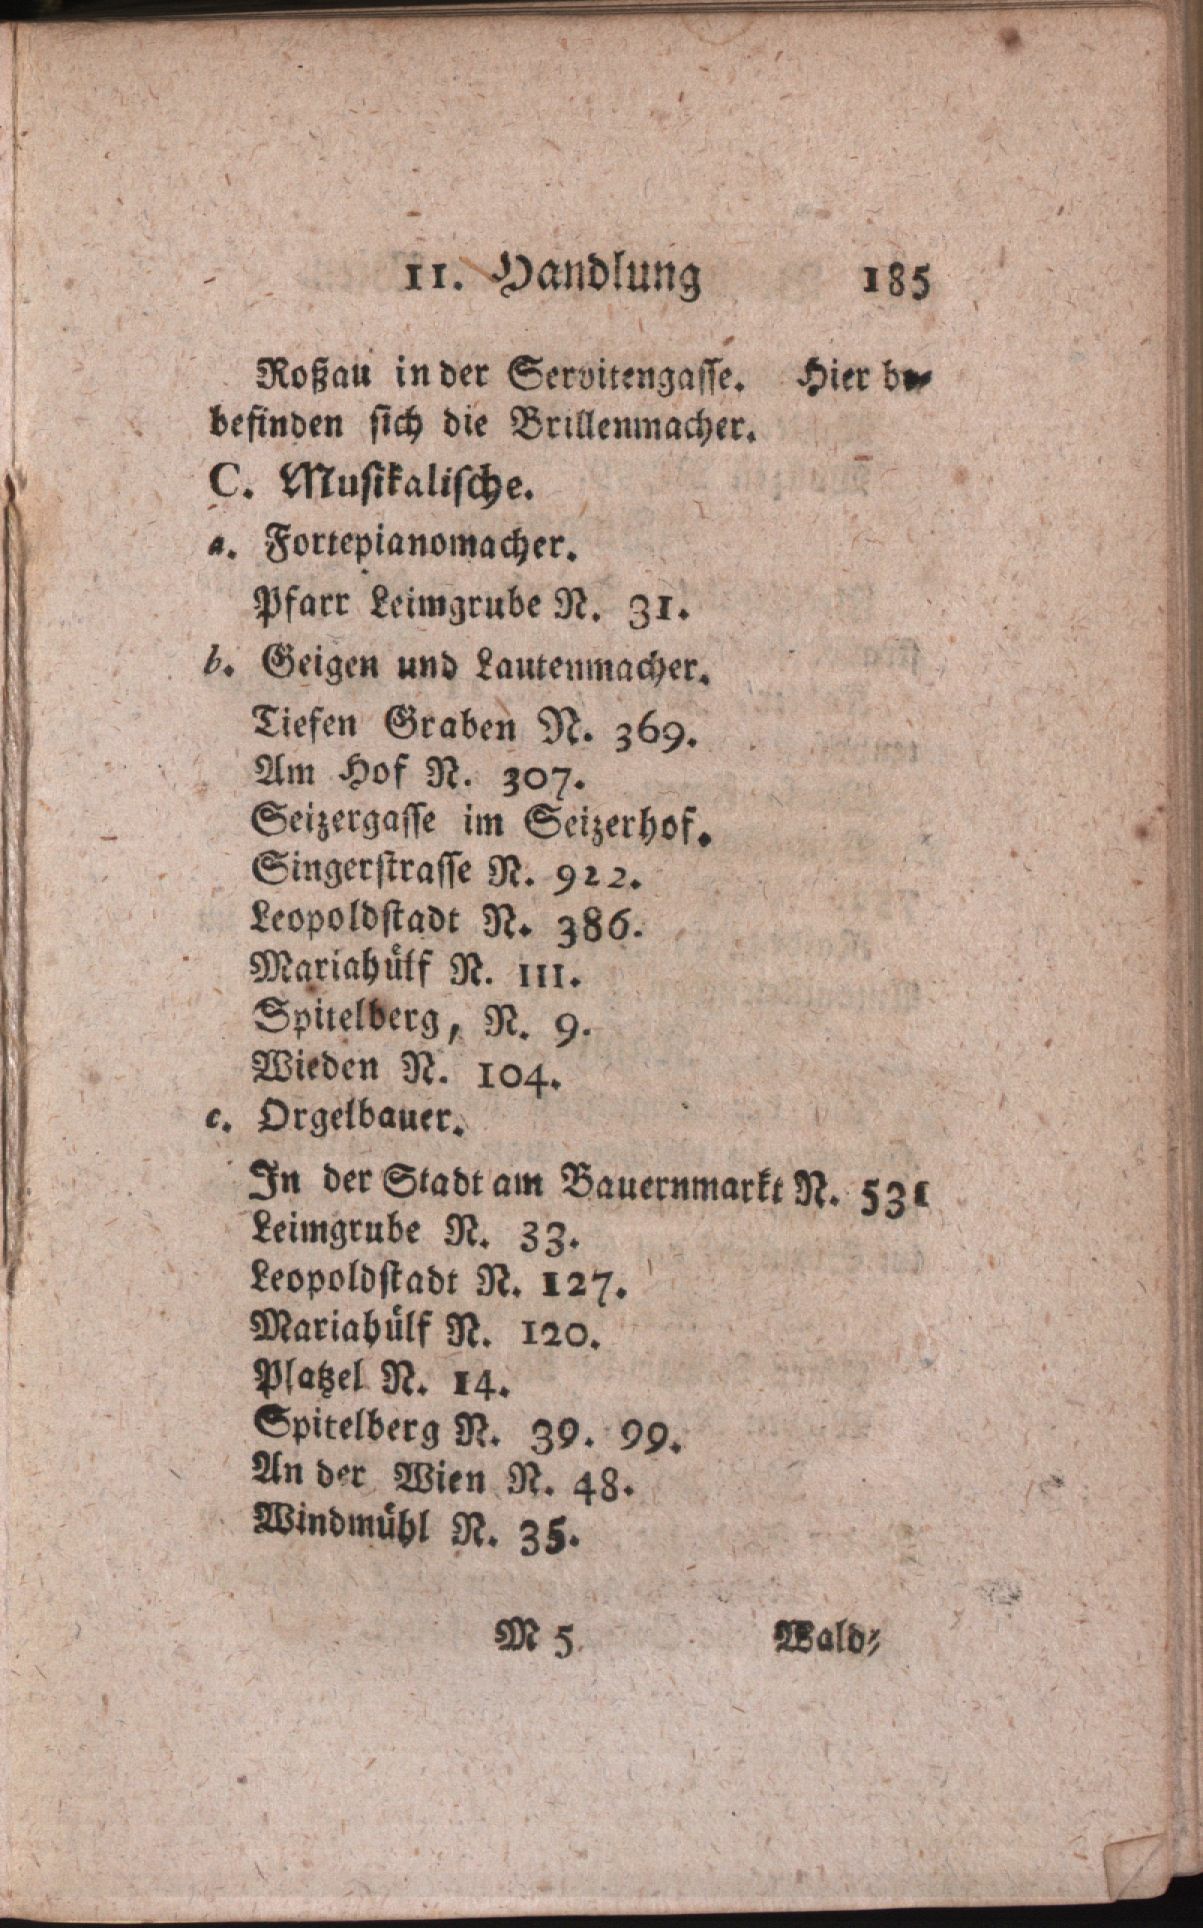 11. Handlung 185
Roßau in der Servitengasse. Hier be-
befinden sich die Brillenmacher.
C. Musikalische.
a. Fortepianomacher.
Pfarr Leimgrube N. 31.
b. Geigen und Lautenmacher.
Tiefen Graben N. 369.
Am Hof N. 307.
Seizergasse im Seizerhof.
Singerstrasse N. 922.
Leopoldstadt N. 386.
Mariahülf N. 111.
Spitelberg, N. 9.
Wieden N. 104.
c. Orgelbauer.
In der Stadt am Bauernmarkt N. 531
Leimgrube N. 33.
Leopoldstadt N. 127.
Mariahülf N. 120.
Platzel N. 14.
Spitelberg N. 39. 99.
An der Wien N. 48.
Windmühl N. 35.
M 5 Wald-